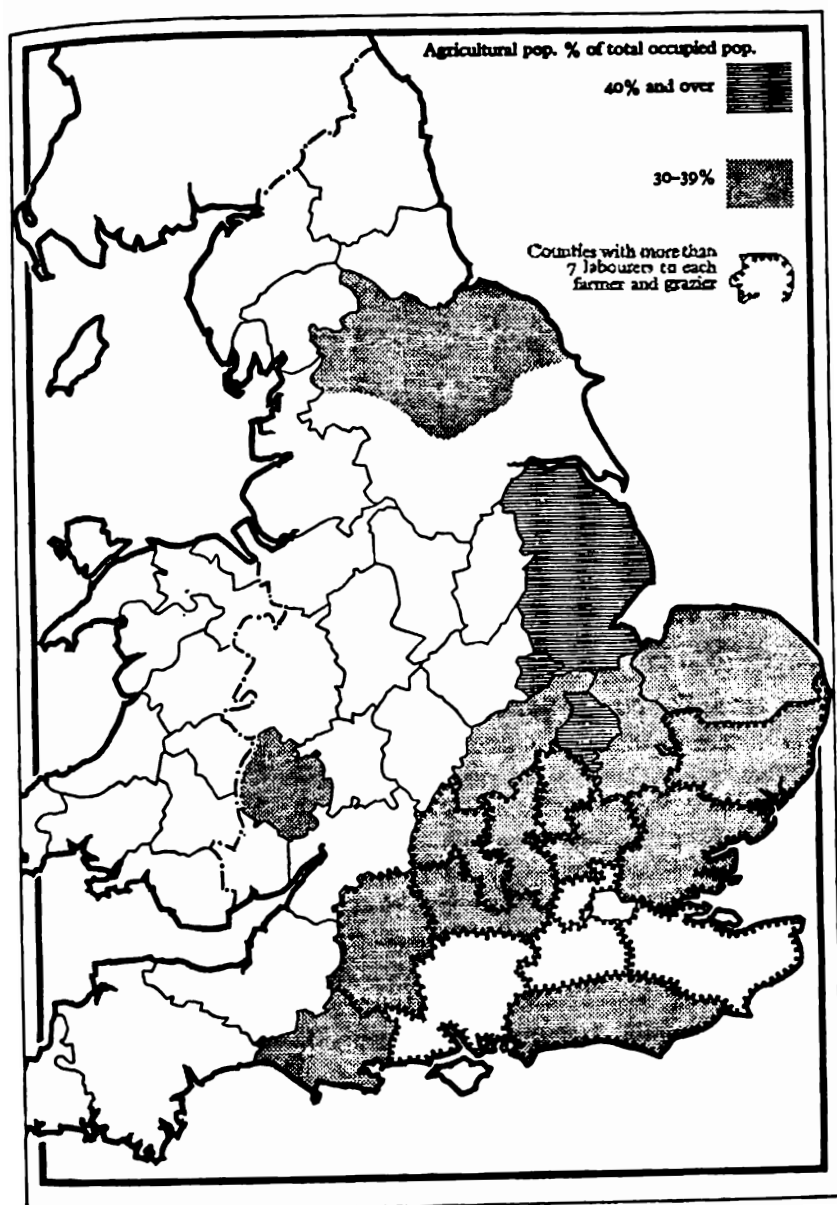 Agricultural pop. % of total occupied pop.
40% and over
30–39%
Counties with more than
7 labourers to each
farmer and grazier